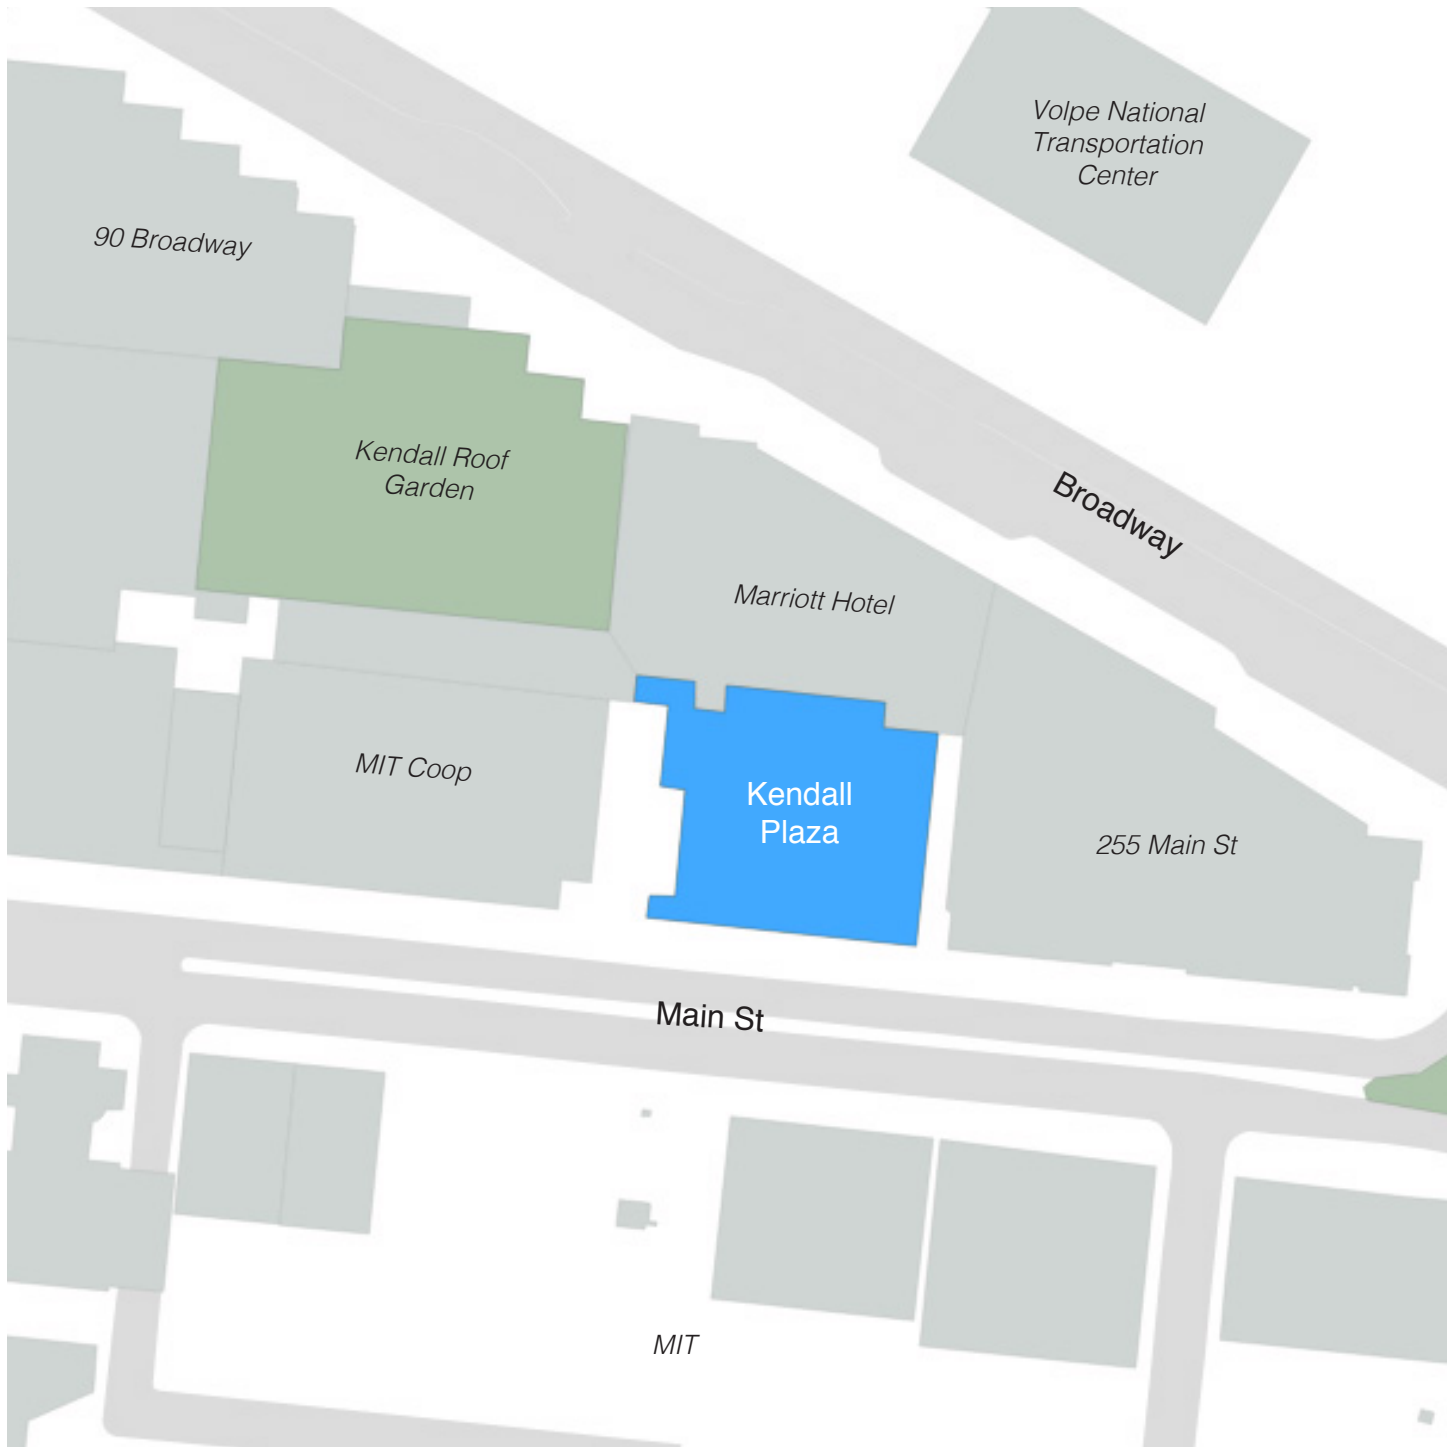 Volpe National
Transportation
Center
90 Broadway
Kendall Roof
Garden
Broadway
Marriott Hotel
MIT Coop
Kendall
Plaza
255 Main St
Main St
MIT